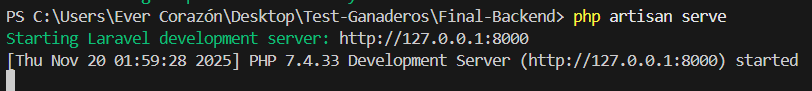 PS C:\Users\Ever Corazón\Desktop\Test-Ganaderos\Final-Backend> php artisan serve
Starting Laravel development server: http://127.0.0.1:8000
[Thu Nov 20 01:59:28 2025] PHP 7.4.33 Development Server (http://127.0.0.1:8000) started